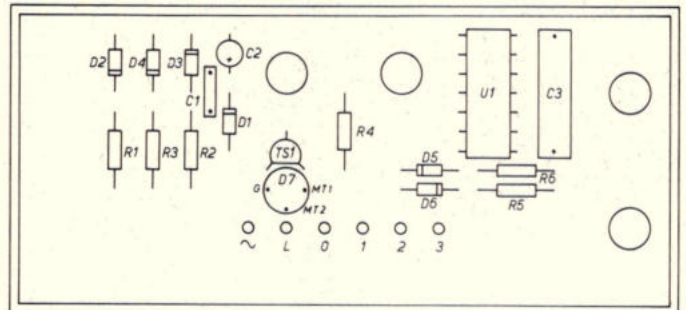 D2 D4 D3 C2
C1
D1
U1 C3
R1 R3 R2
TS1
R4
D7
G MT1
MT2
D5
D6
R6
R5
~ L 0 1 2 3